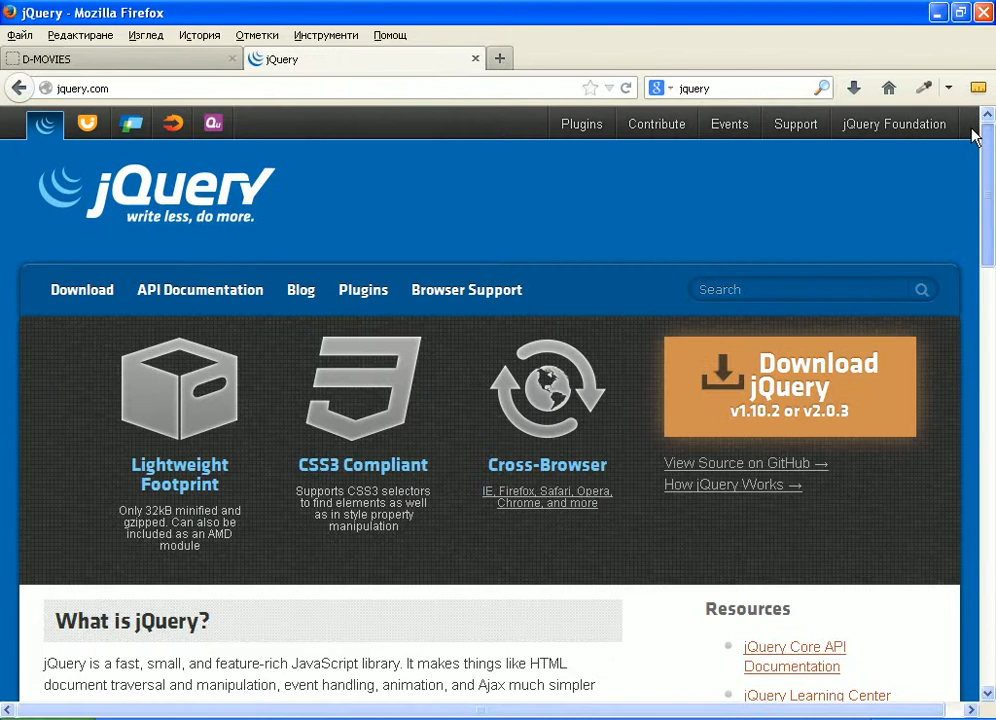 jQuery - Mozilla Firefox
Файл Редактиране Изглед История Отметки Инструменти Помощ
D-MOVIES × jQuery × +
jquery.com jquery
Qu Plugins Contribute Events Support jQuery Foundation
jQuery
write less, do more.
Download API Documentation Blog Plugins Browser Support Search
Lightweight
Footprint
Only 32kB minified and
gzipped. Can also be
included as an AMD
module
CSS3 Compliant
Supports CSS3 selectors
to find elements as well
as in style property
manipulation
Cross-Browser
IE, Firefox, Safari, Opera,
Chrome, and more
Download
jQuery
v1.10.2 or v2.0.3
View Source on GitHub →
How jQuery Works →
What is jQuery?
jQuery is a fast, small, and feature-rich JavaScript library. It makes things like HTML
document traversal and manipulation, event handling, animation, and Ajax much simpler
Resources
jQuery Core API
Documentation
jQuery Learning Center